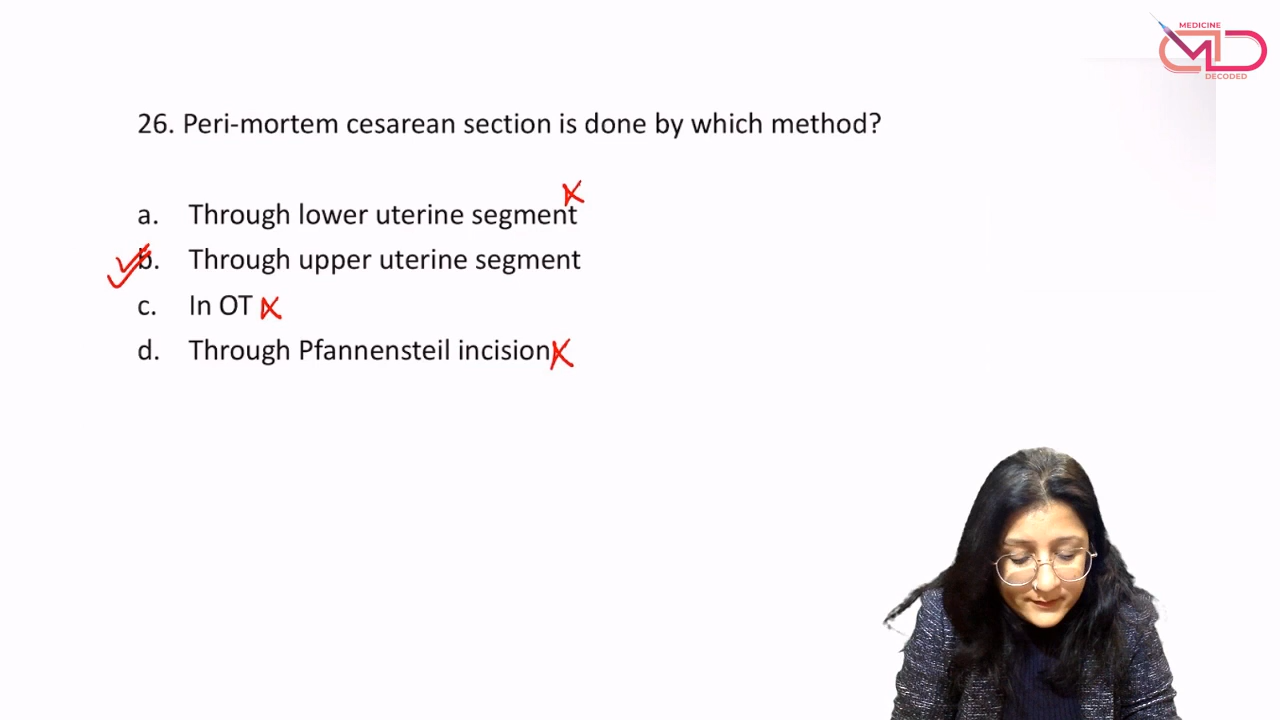 MEDICINE
DECODED
26. Peri-mortem cesarean section is done by which method?
a. Through lower uterine segment
b. Through upper uterine segment
c. In OT
d. Through Pfannensteil incision